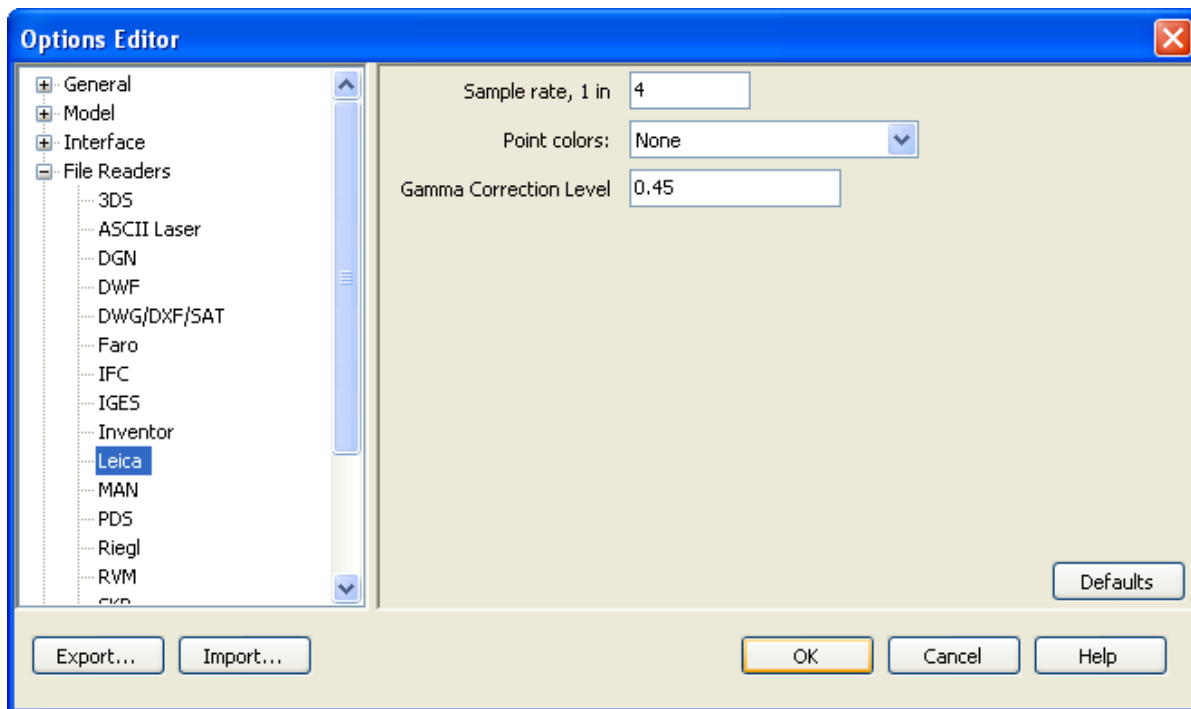 Options Editor
General
Model
Interface
File Readers
3DS
ASCII Laser
DGN
DWF
DWG/DXF/SAT
Faro
IFC
IGES
Inventor
Leica
MAN
PDS
Riegl
RVM
Sample rate, 1 in 4
Point colors: None
Gamma Correction Level 0.45
Defaults
Export... Import... OK Cancel Help